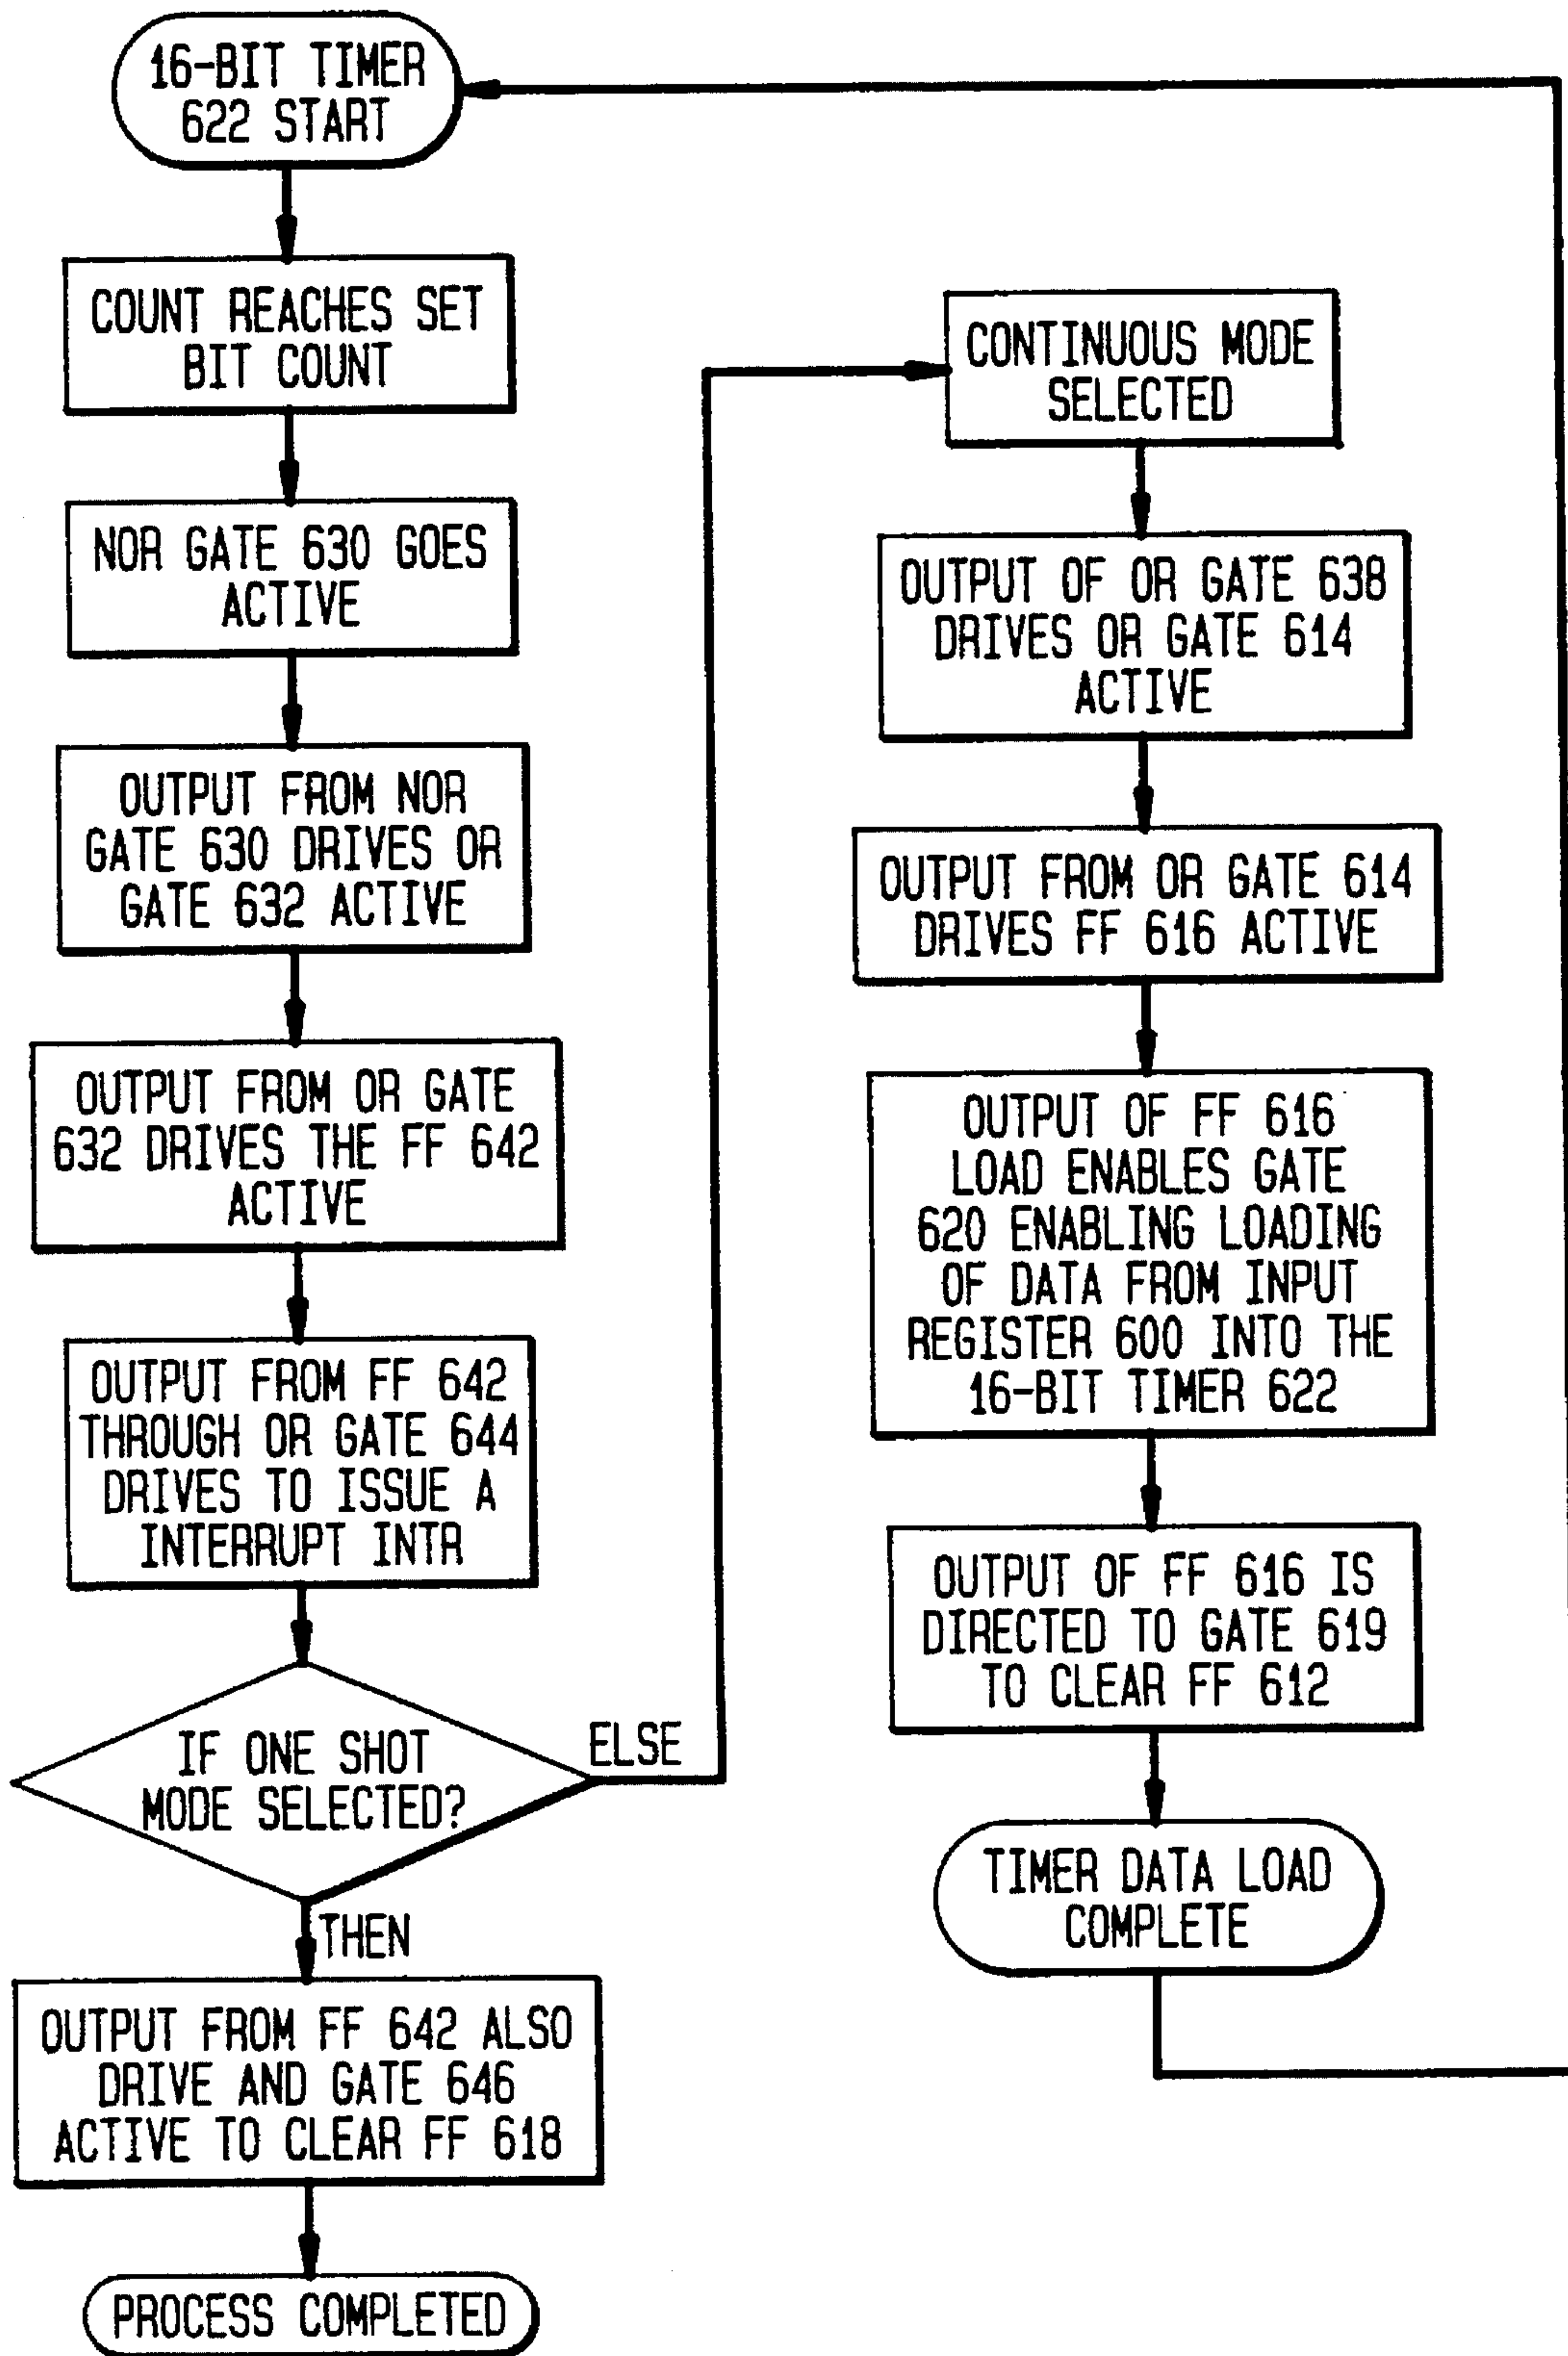 16-BIT TIMER
622 START
COUNT REACHES SET
BIT COUNT
NOR GATE 630 GOES
ACTIVE
OUTPUT FROM NOR
GATE 630 DRIVES OR
GATE 632 ACTIVE
OUTPUT FROM OR GATE
632 DRIVES THE FF 642
ACTIVE
OUTPUT FROM FF 642
THROUGH OR GATE 644
DRIVES TO ISSUE A
INTERRUPT INTR
IF ONE SHOT
MODE SELECTED?
ELSE
THEN
OUTPUT FROM FF 642 ALSO
DRIVE AND GATE 646
ACTIVE TO CLEAR FF 618
PROCESS COMPLETED
CONTINUOUS MODE
SELECTED
OUTPUT OF OR GATE 638
DRIVES OR GATE 614
ACTIVE
OUTPUT FROM OR GATE 614
DRIVES FF 616 ACTIVE
OUTPUT OF FF 616
LOAD ENABLES GATE
620 ENABLING LOADING
OF DATA FROM INPUT
REGISTER 600 INTO THE
16-BIT TIMER 622
OUTPUT OF FF 616 IS
DIRECTED TO GATE 619
TO CLEAR FF 612
TIMER DATA LOAD
COMPLETE